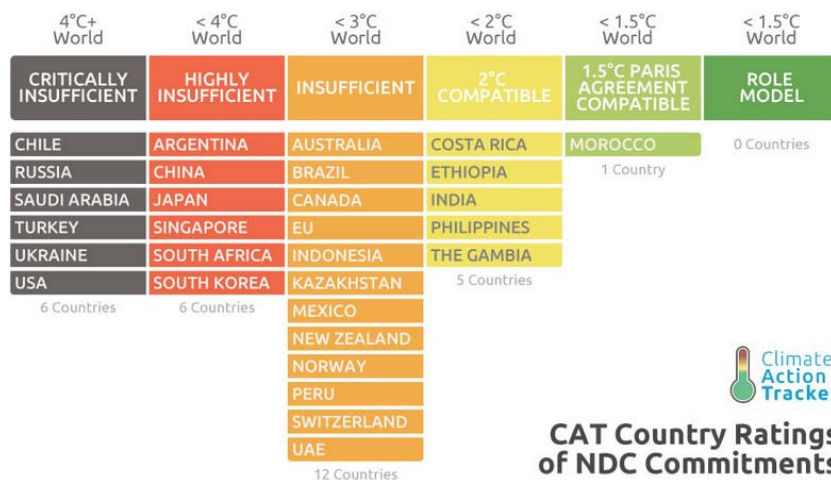 4°C+ World
< 4°C World
< 3°C World
< 2°C World
< 1.5°C World
< 1.5°C World
CRITICALLY INSUFFICIENT
HIGHLY INSUFFICIENT
INSUFFICIENT
2°C COMPATIBLE
1.5°C PARIS AGREEMENT COMPATIBLE
ROLE MODEL
CHILE
RUSSIA
SAUDI ARABIA
TURKEY
UKRAINE
USA
6 Countries
ARGENTINA
CHINA
JAPAN
SINGAPORE
SOUTH AFRICA
SOUTH KOREA
6 Countries
AUSTRALIA
BRAZIL
CANADA
EU
INDONESIA
KAZAKHSTAN
MEXICO
NEW ZEALAND
NORWAY
PERU
SWITZERLAND
UAE
12 Countries
COSTA RICA
ETHIOPIA
INDIA
PHILIPPINES
THE GAMBIA
5 Countries
MOROCCO
1 Country
0 Countries
Climate
Action
Tracke
CAT Country Ratings
of NDC Commitments